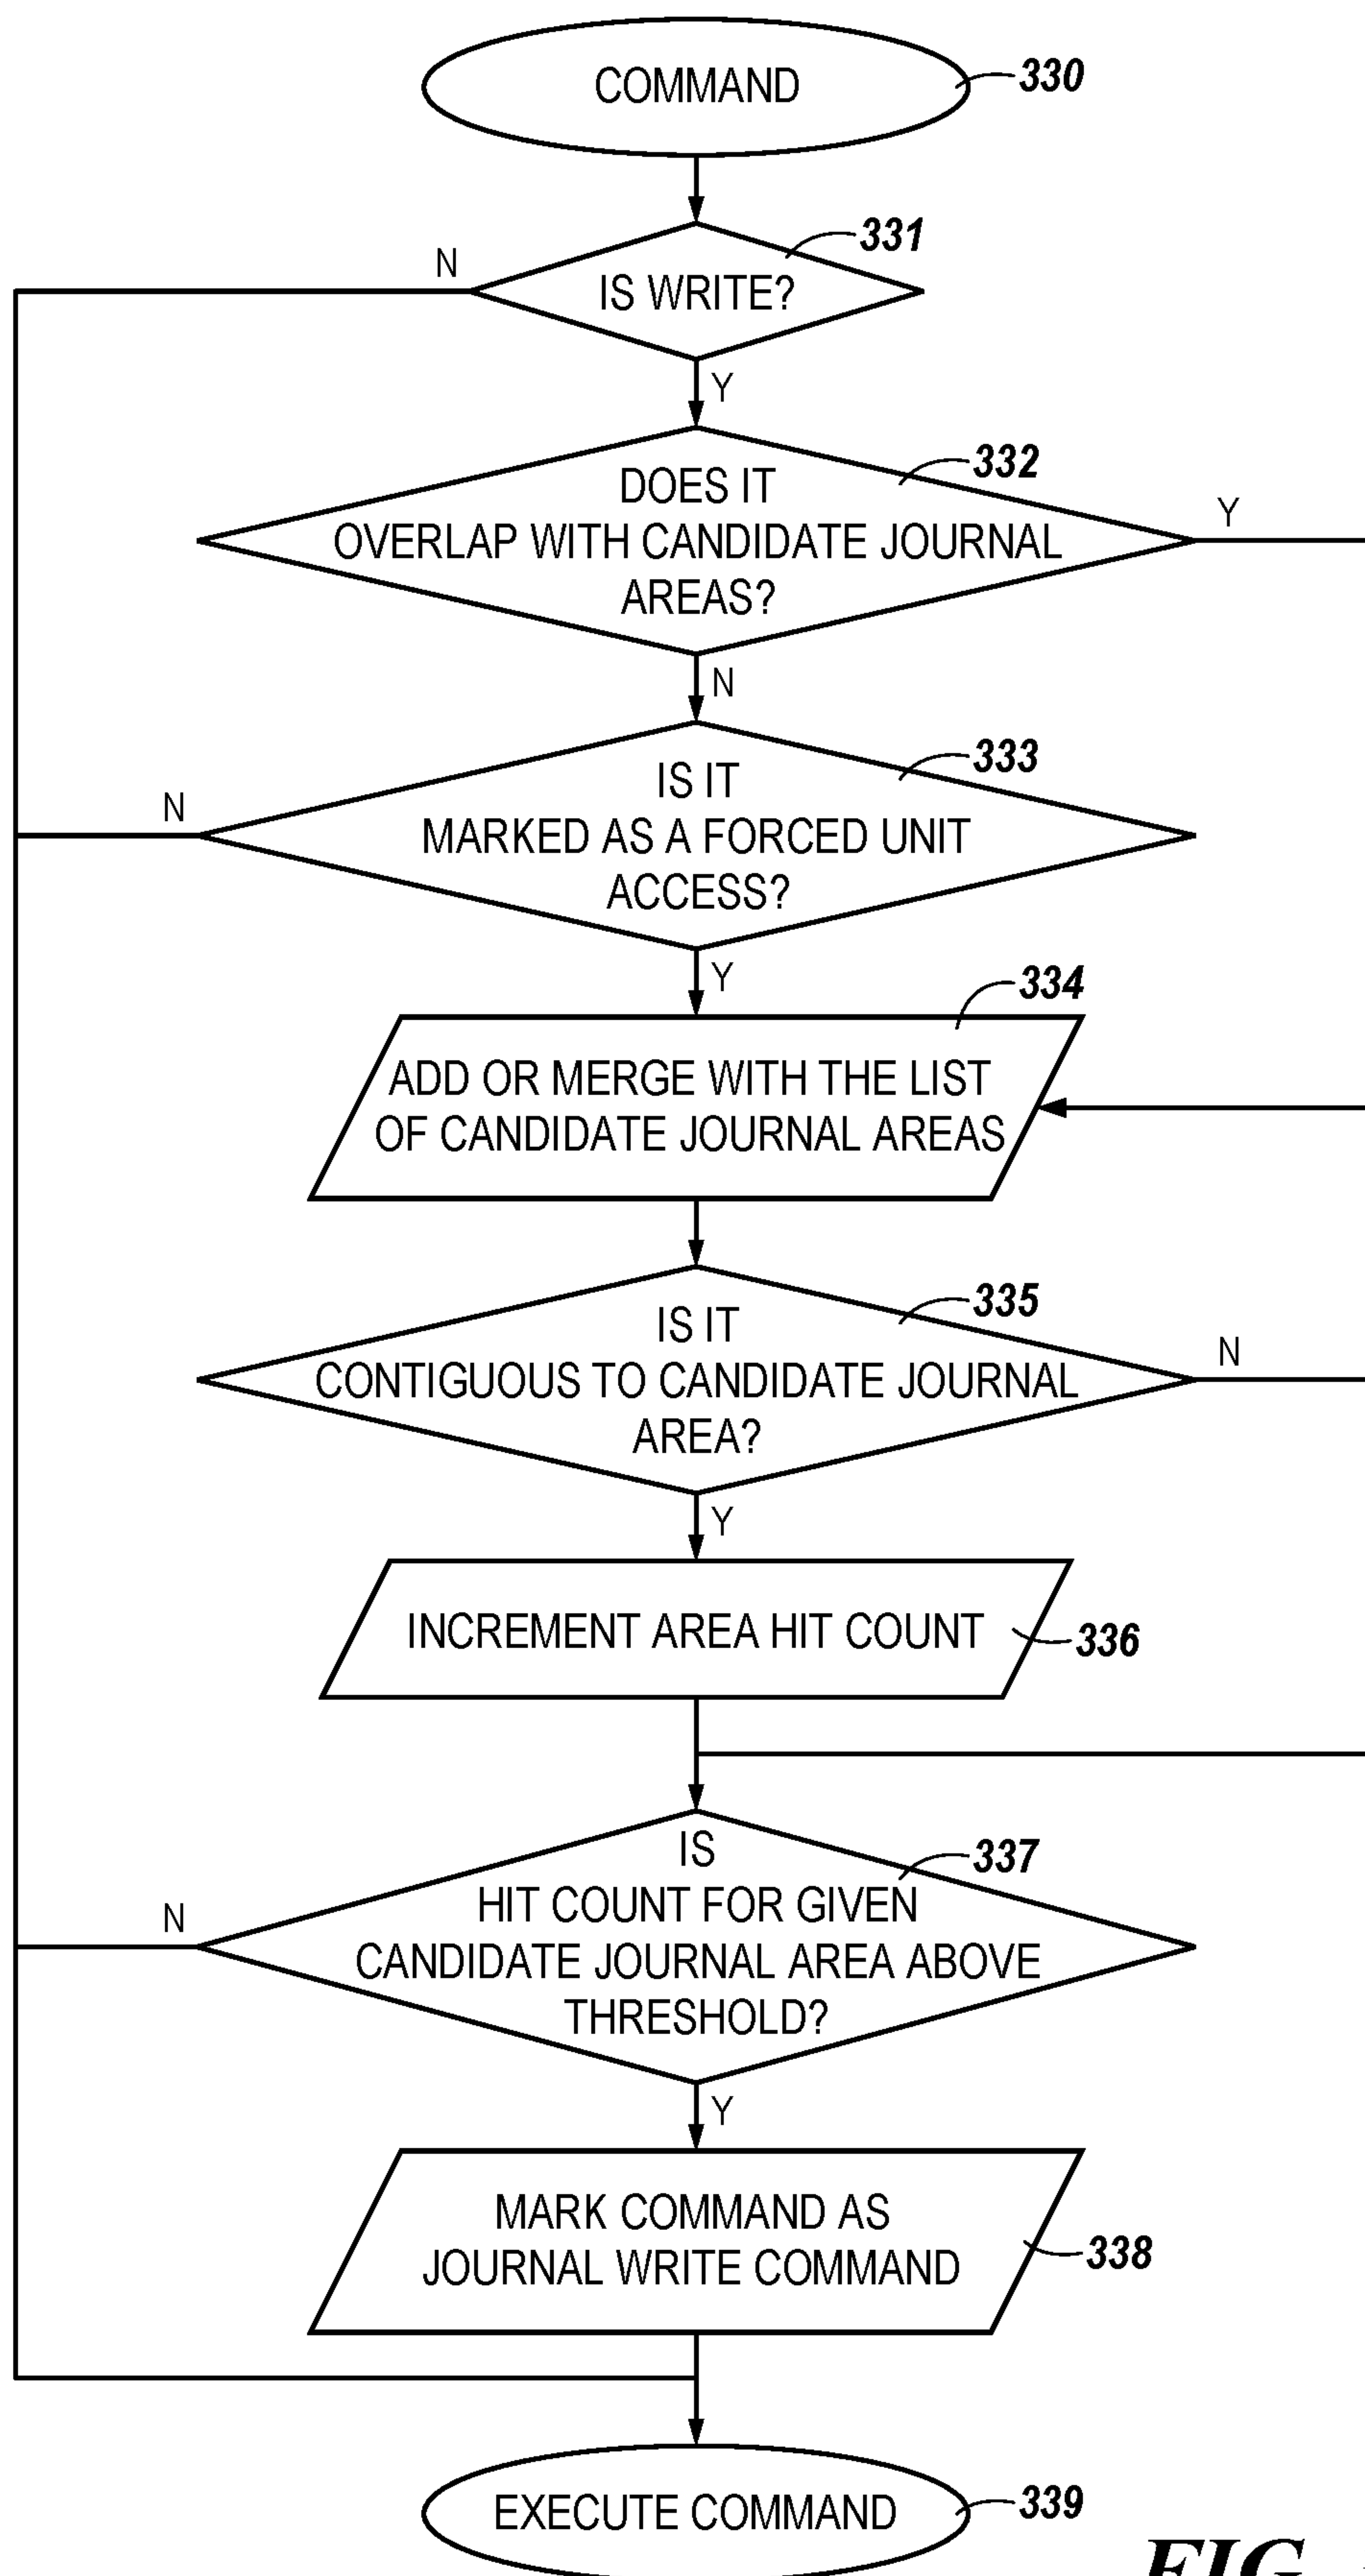 COMMAND
330
331
N
IS WRITE?
Y
332
DOES IT
Y
OVERLAP WITH CANDIDATE JOURNAL
AREAS?
N
333
IS IT
N
MARKED AS A FORCED UNIT
ACCESS?
Y
334
ADD OR MERGE WITH THE LIST
OF CANDIDATE JOURNAL AREAS
335
IS IT
N
CONTIGUOUS TO CANDIDATE JOURNAL
AREA?
Y
INCREMENT AREA HIT COUNT
336
IS
337
HIT COUNT FOR GIVEN
N
CANDIDATE JOURNAL AREA ABOVE
THRESHOLD?
Y
MARK COMMAND AS
JOURNAL WRITE COMMAND
338
EXECUTE COMMAND
339
FIG